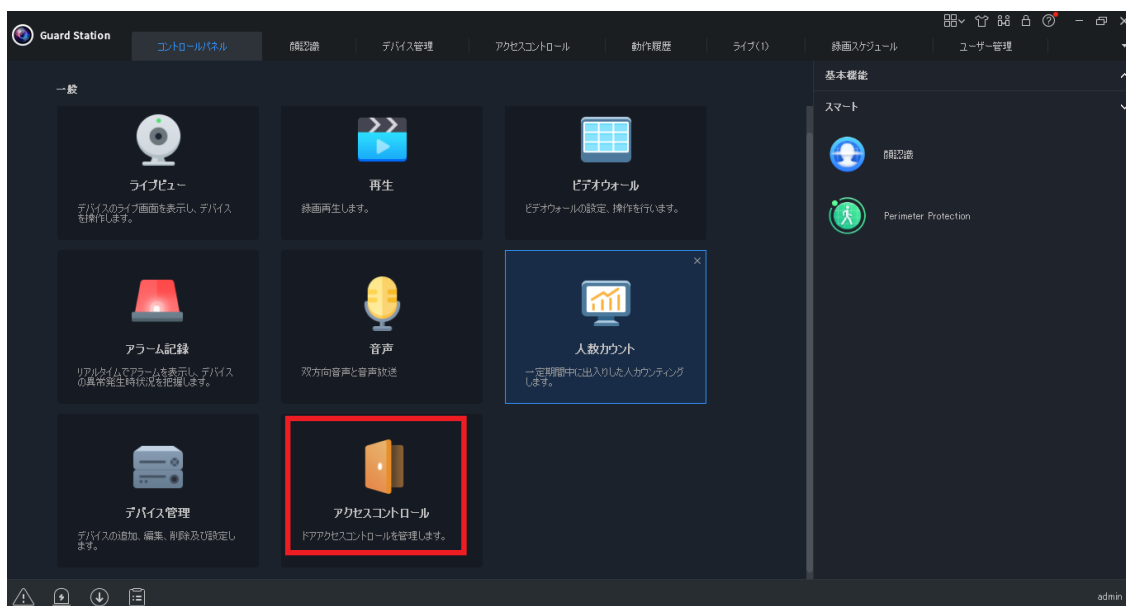 Guard Station
コントロールパネル
顔認識
デバイス管理
アクセスコントロール
動作履歴
ライブ(1)
録画スケジュール
ユーザー管理
一般
ライブビュー
デバイスのライブ画面を表示し、デバイス
を操作します。
再生
録画再生します。
ビデオウォール
ビデオウォールの設定、操作を行います。
アラーム記録
リアルタイムでアラームを表示し、デバイス
の異常発生時状況を把握します。
音声
双方向音声と音声放送
人数カウント
一定期間中に出入りした人カウンティング
します。
デバイス管理
デバイスの追加、編集、削除及び設定し
ます。
アクセスコントロール
ドアアクセスコントロールを管理します。
基本機能
スマート
顔認識
Perimeter Protection
admin